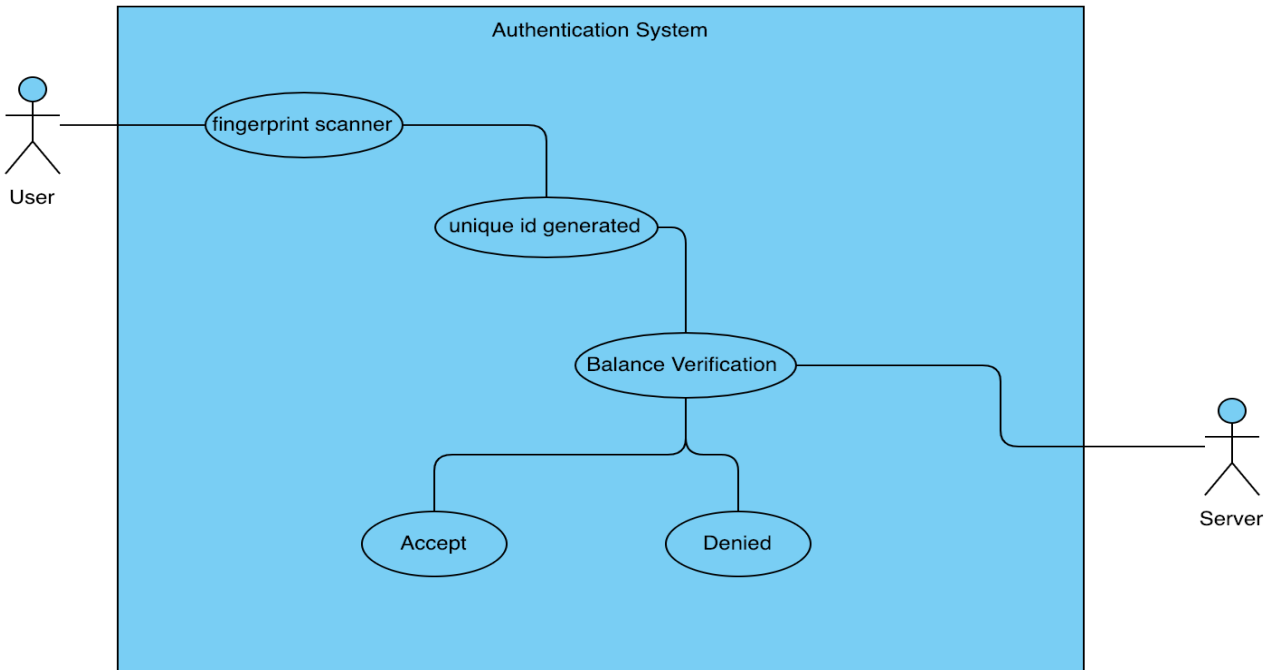 Authentication System
fingerprint scanner
User
unique id generated
Balance Verification
Server
Accept
Denied